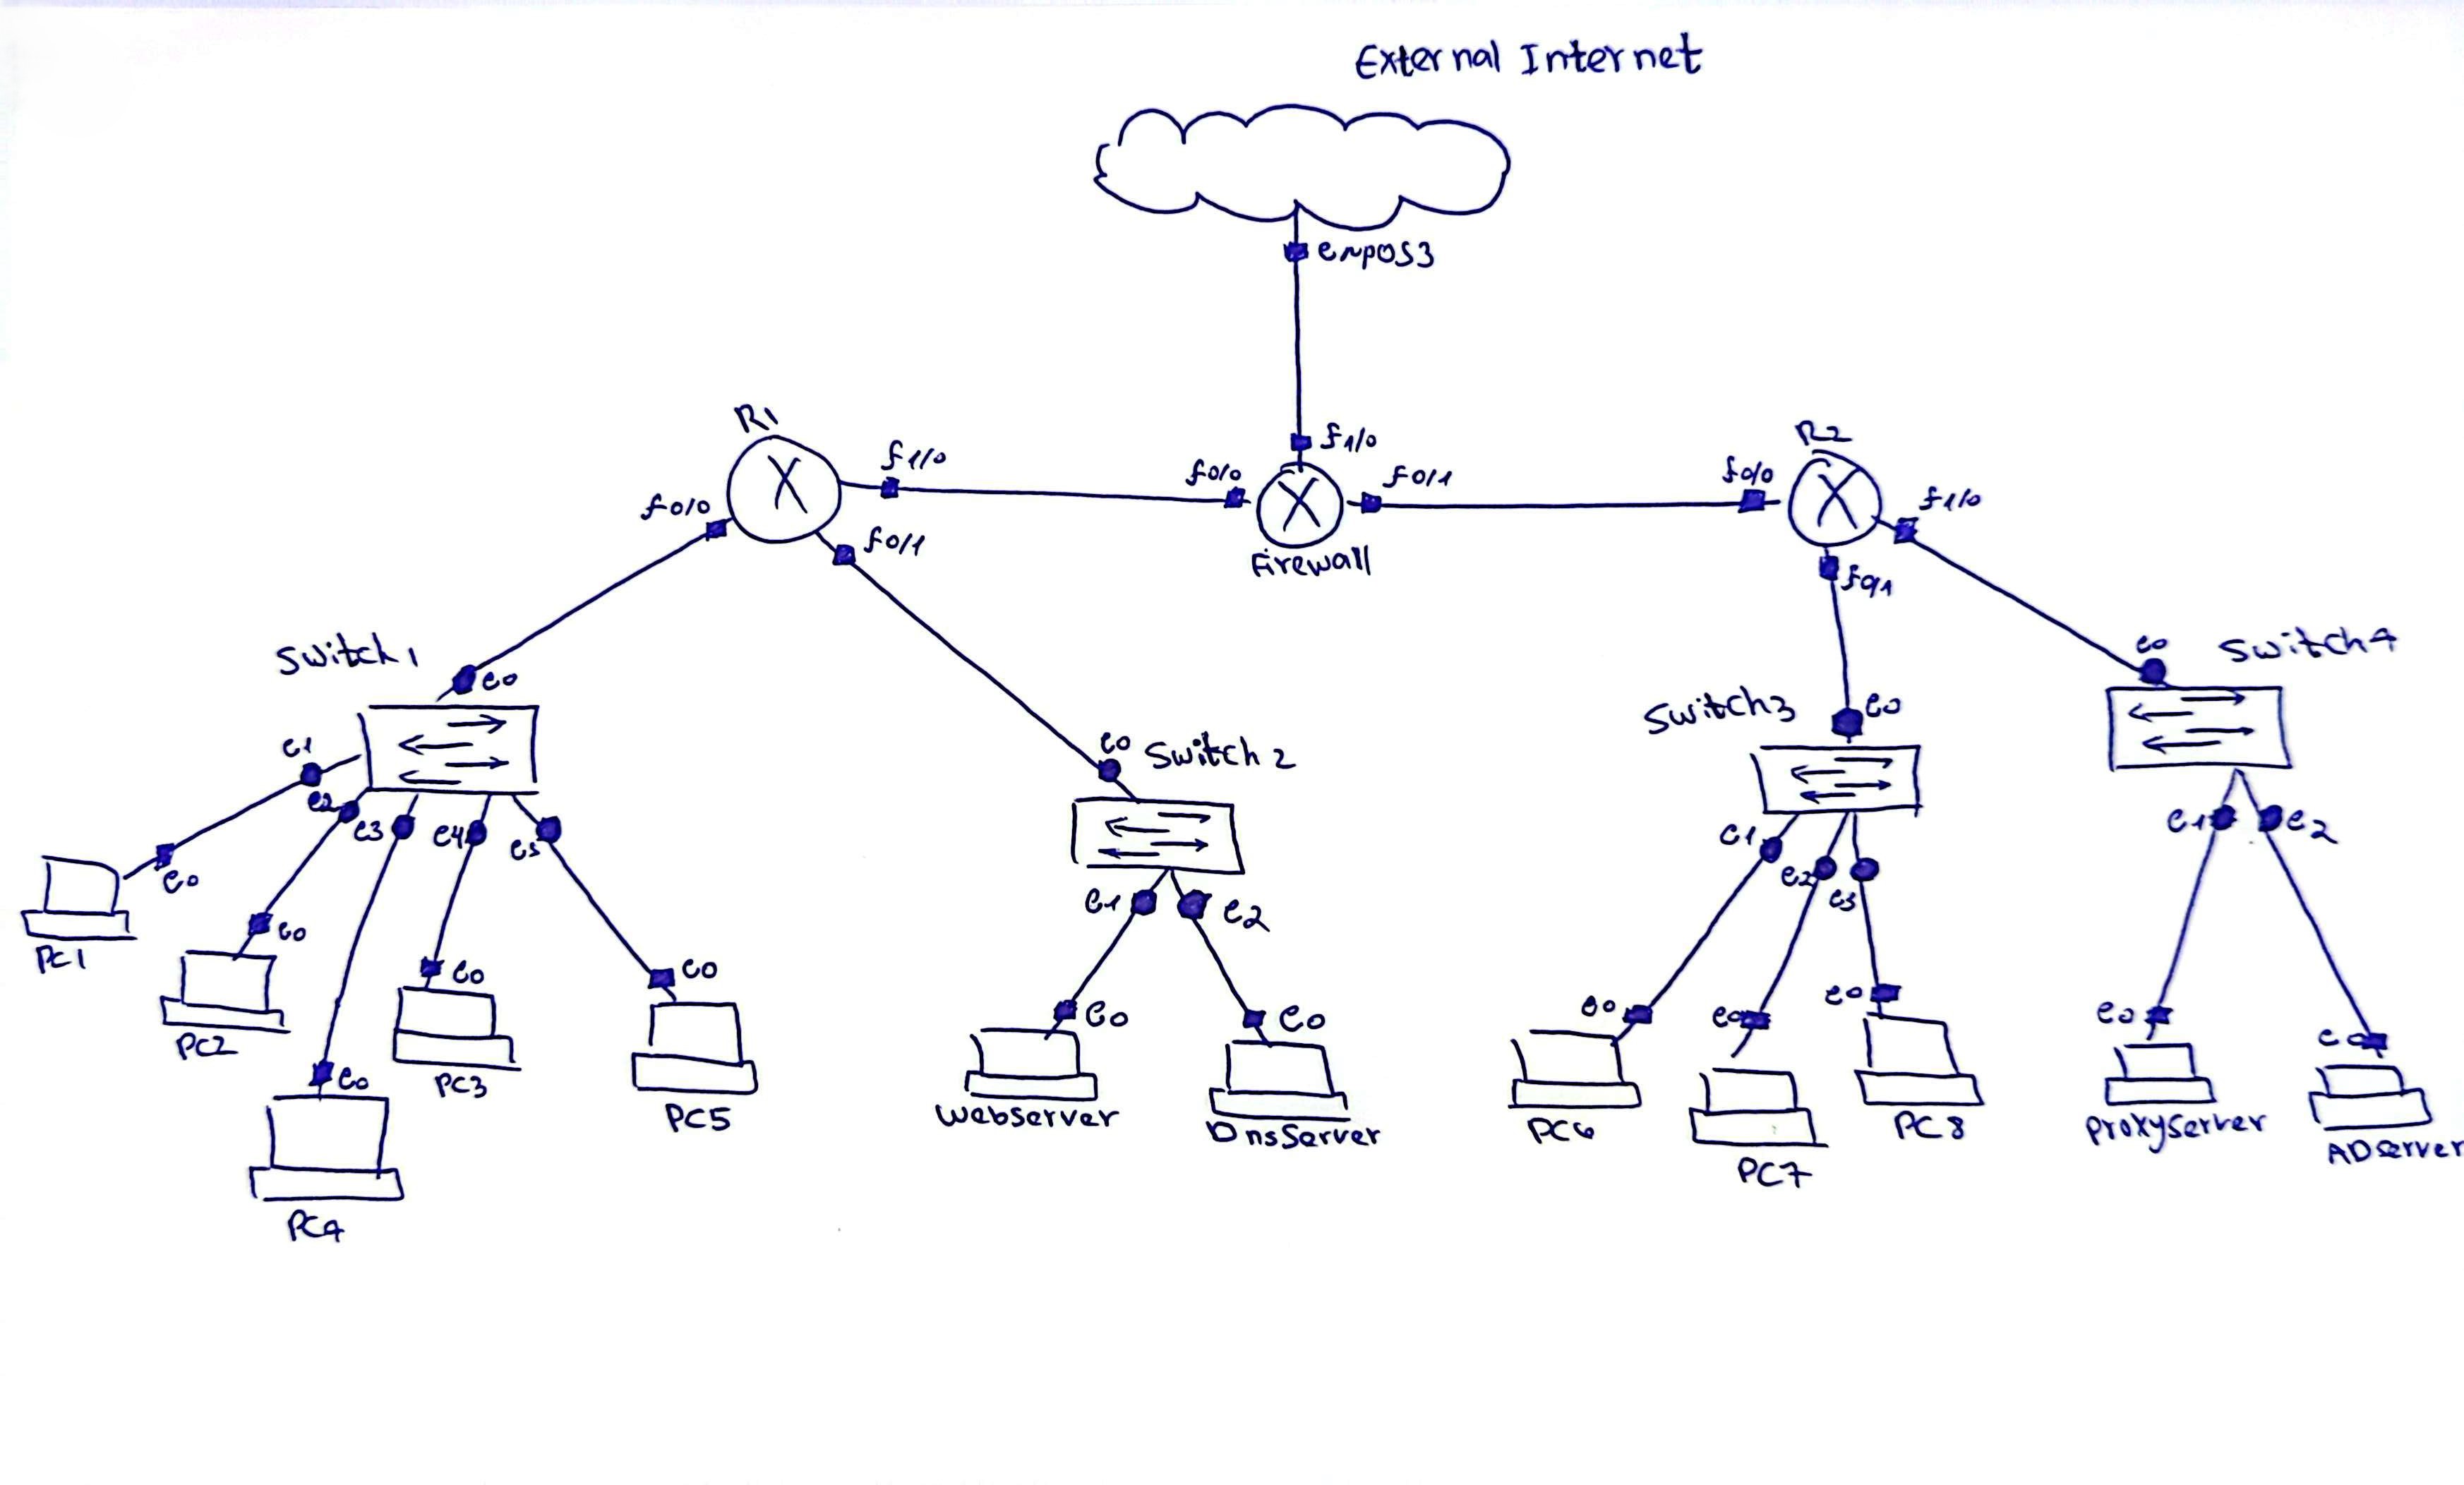 External Internet
enp0s3
R1
f1/0
f0/0
f1/0
f0/1
f0/0
R2
f1/0
f0/0
f0/1
Firewall
f0/1
Switch1
e0
e0
Switch4
Switch3
e0
e1
e0
Switch2
e2
e3
e4
e5
e1
e2
e3
e1
e2
e1
e2
e0
PC1
e0
e0
e0
PC2
e0
PC3
PC5
e0
e0
Webserver
DnsServer
e0
e0
e0
PC6
PC7
PC8
e0
e0
ProxyServer
ADserver
e0
PC4